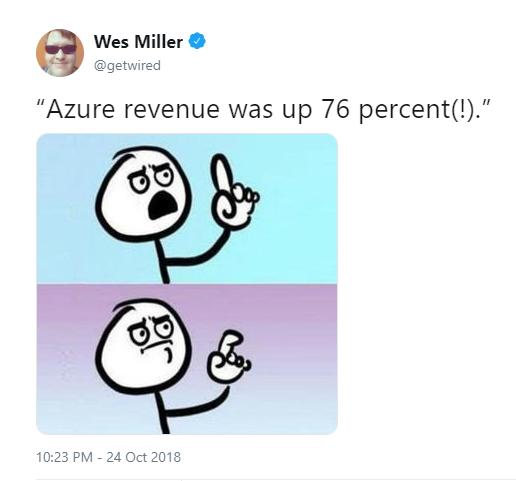 Wes Miller
@getwired
“Azure revenue was up 76 percent(!).”
10:23 PM - 24 Oct 2018